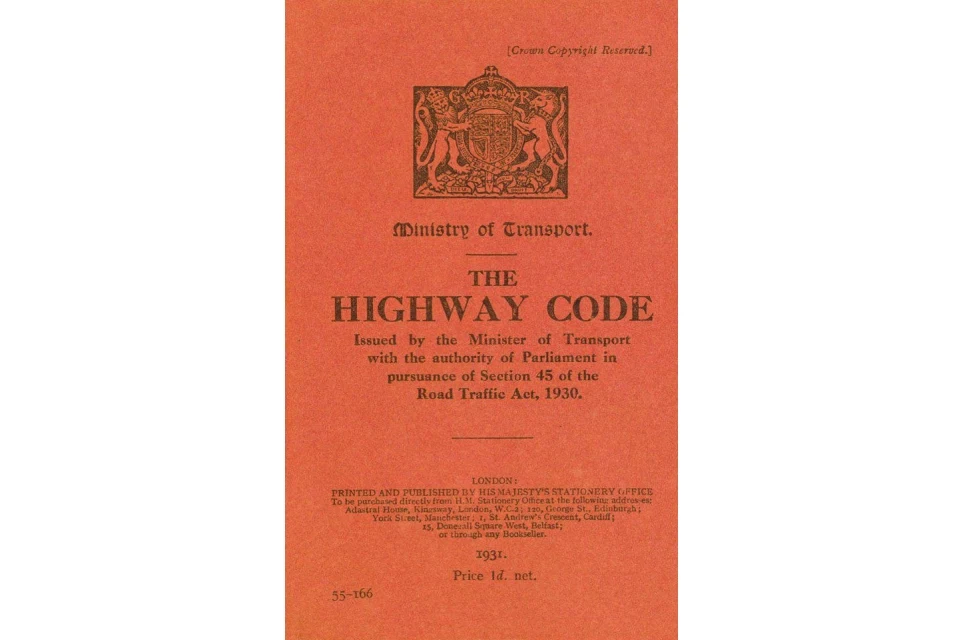 [Crown Copyright Reserved.]
G R
Ministry of Transport.
THE
HIGHWAY CODE
Issued by the Minister of Transport
with the authority of Parliament in
pursuance of Section 45 of the
Road Traffic Act, 1930.
LONDON:
PRINTED AND PUBLISHED BY HIS MAJESTY'S STATIONERY OFFICE
To be purchased directly from H.M. Stationery Office at the following addresses:
Adastral House, Kingsway, London, W.C.2; 120, George St., Edinburgh;
York Street, Manchester; 1, St. Andrew's Crescent, Cardiff;
15, Donegall Square West, Belfast;
or through any Bookseller.
1931.
Price 1d. net.
55-166